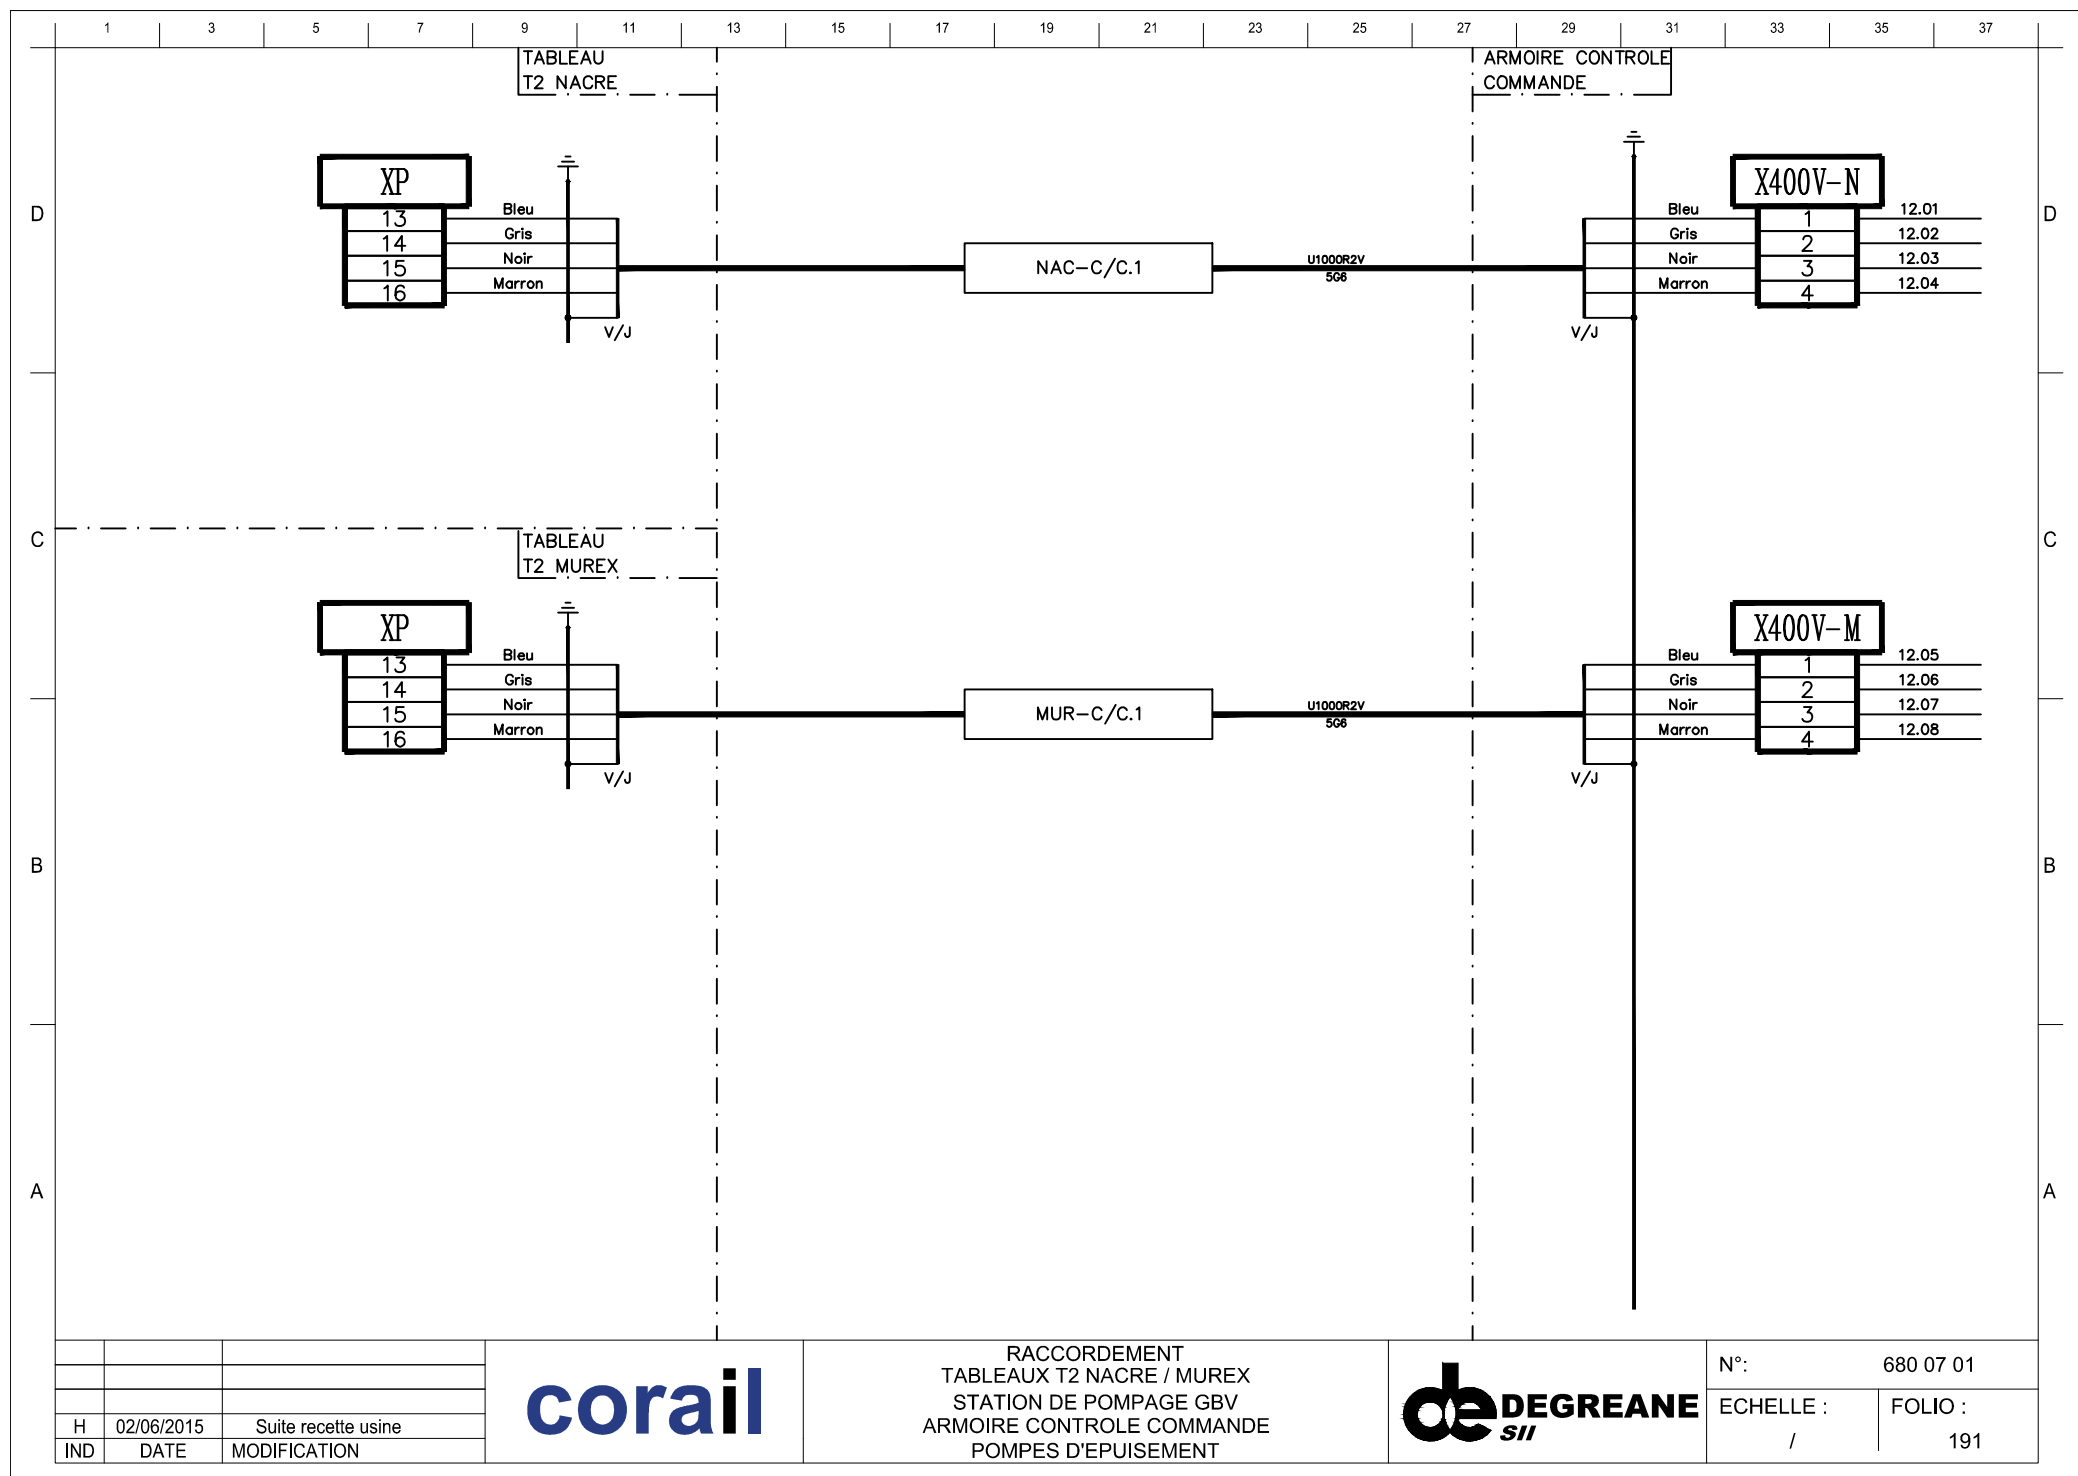 1 3 5 7 9 11 13 15 17 19 21 23 25 27 29 31 33 35 37
TABLEAU
T2 NACRE
ARMOIRE CONTROLE
COMMANDE
D
XP
13 Bleu
14 Gris
15 Noir
16 Marron
V/J
NAC-C/C.1
U1000R2V
5G6
X400V-N
Bleu 1 12.01
Gris 2 12.02
Noir 3 12.03
Marron 4 12.04
V/J
D
C
TABLEAU
T2 MUREX
C
XP
13 Bleu
14 Gris
15 Noir
16 Marron
V/J
MUR-C/C.1
U1000R2V
5G6
X400V-M
Bleu 1 12.05
Gris 2 12.06
Noir 3 12.07
Marron 4 12.08
V/J
B
B
A
A
H 02/06/2015 Suite recette usine
IND DATE MODIFICATION
corail
RACCORDEMENT
TABLEAUX T2 NACRE / MUREX
STATION DE POMPAGE GBV
ARMOIRE CONTROLE COMMANDE
POMPES D'EPUISEMENT
de DEGREANE
SII
N°: 680 07 01
ECHELLE : /
FOLIO : 191